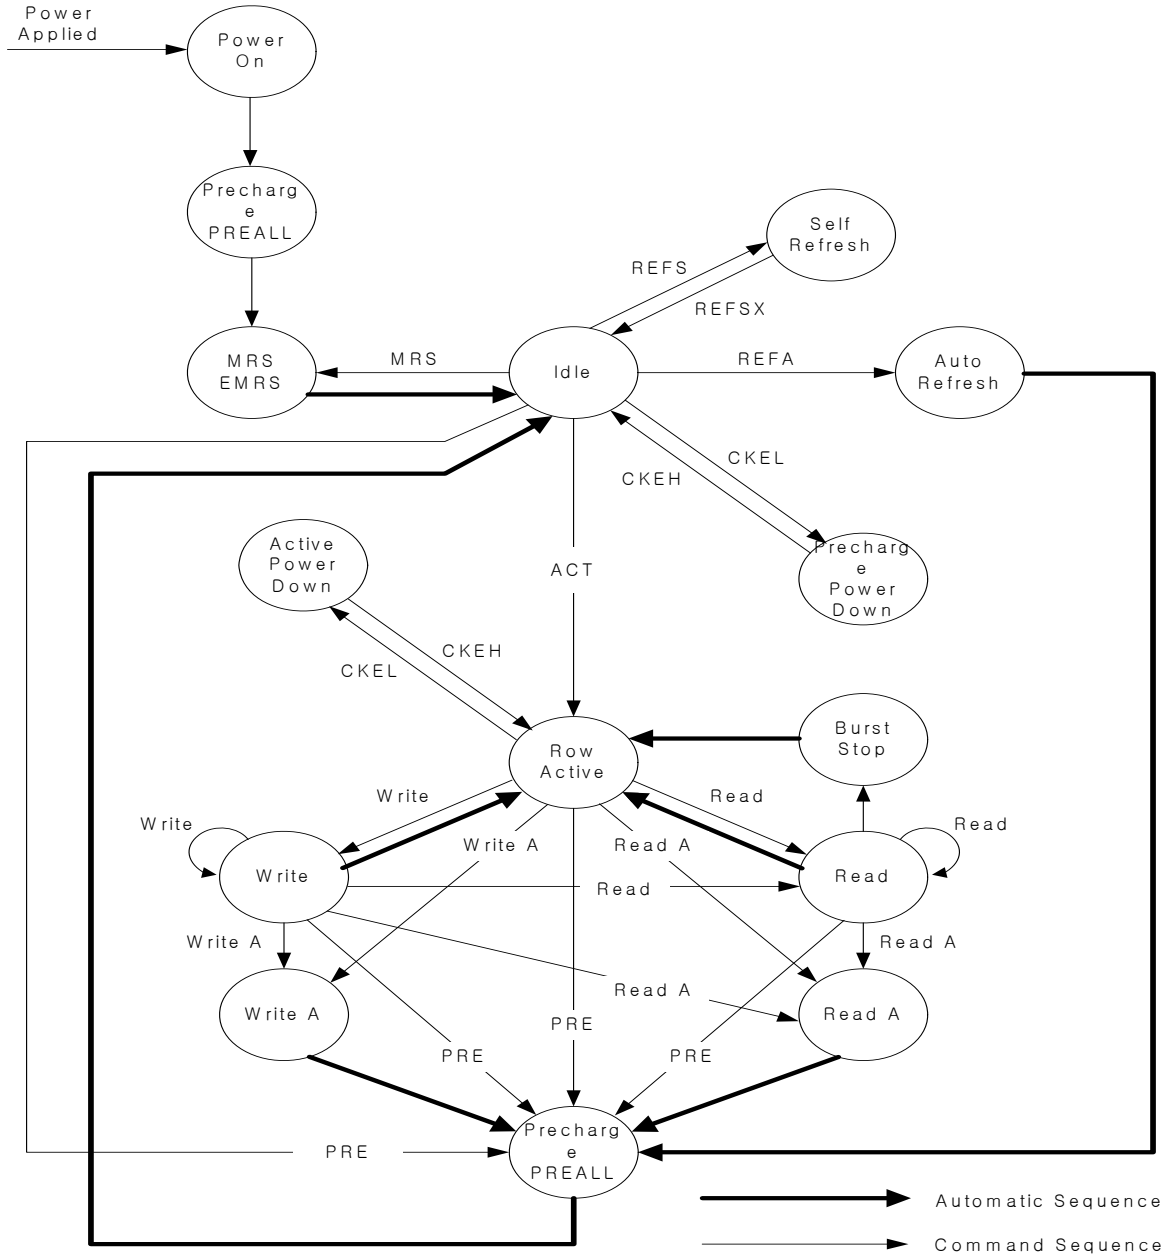 Power
Applied
Power
On
Precharg
e
PREALL
Self
Refresh
REFS
REFSX
MRS
EMRS
MRS
Idle
REFA
Auto
Refresh
CKEL
CKEH
Active
Power
Down
Precharg
e
Power
Down
ACT
CKEH
CKEL
Row
Active
Burst
Stop
Write
Read
Write
Write A
Read A
Read
Write
Read
Read
Write A
Read A
Write A
Read A
Read A
PRE
PRE
PRE
Precharg
e
PREALL
PRE
Automatic Sequence
Command Sequence